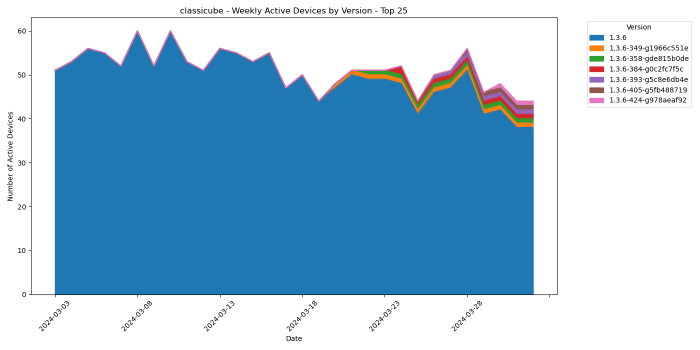 classicube - Weekly Active Devices by Version - Top 25
Version
1.3.6
1.3.6-349-g1966c551e
1.3.6-358-gde815b0de
1.3.6-384-g0c2fc7f5c
1.3.6-393-g5c8e6db4e
1.3.6-405-g5fb488719
1.3.6-424-g978aeaf92
Number of Active Devices
60
50
40
30
20
10
0
2024-03-03
2024-03-08
2024-03-13
2024-03-18
2024-03-23
2024-03-28
Date